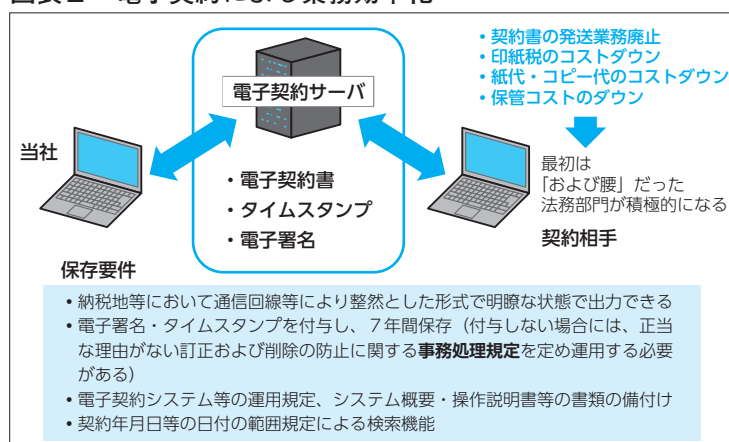 ・契約書の発送業務廃止
・印紙税のコストダウン
・紙代・コピー代のコストダウン
・保管コストのダウン
電子契約サーバ
当社
・電子契約書
・タイムスタンプ
・電子署名
最初は
「および腰」だった
法務部門が積極的になる
契約相手
保存要件
・納税地等において通信回線等により整然とした形式で明瞭な状態で出力できる
・電子署名・タイムスタンプを付与し、７年間保存（付与しない場合には、正当
な理由がない訂正および削除の防止に関する事務処理規定を定め運用する必要
がある）
・電子契約システム等の運用規定、システム概要・操作説明書等の書類の備付け
・契約年月日等の日付の範囲規定による検索機能